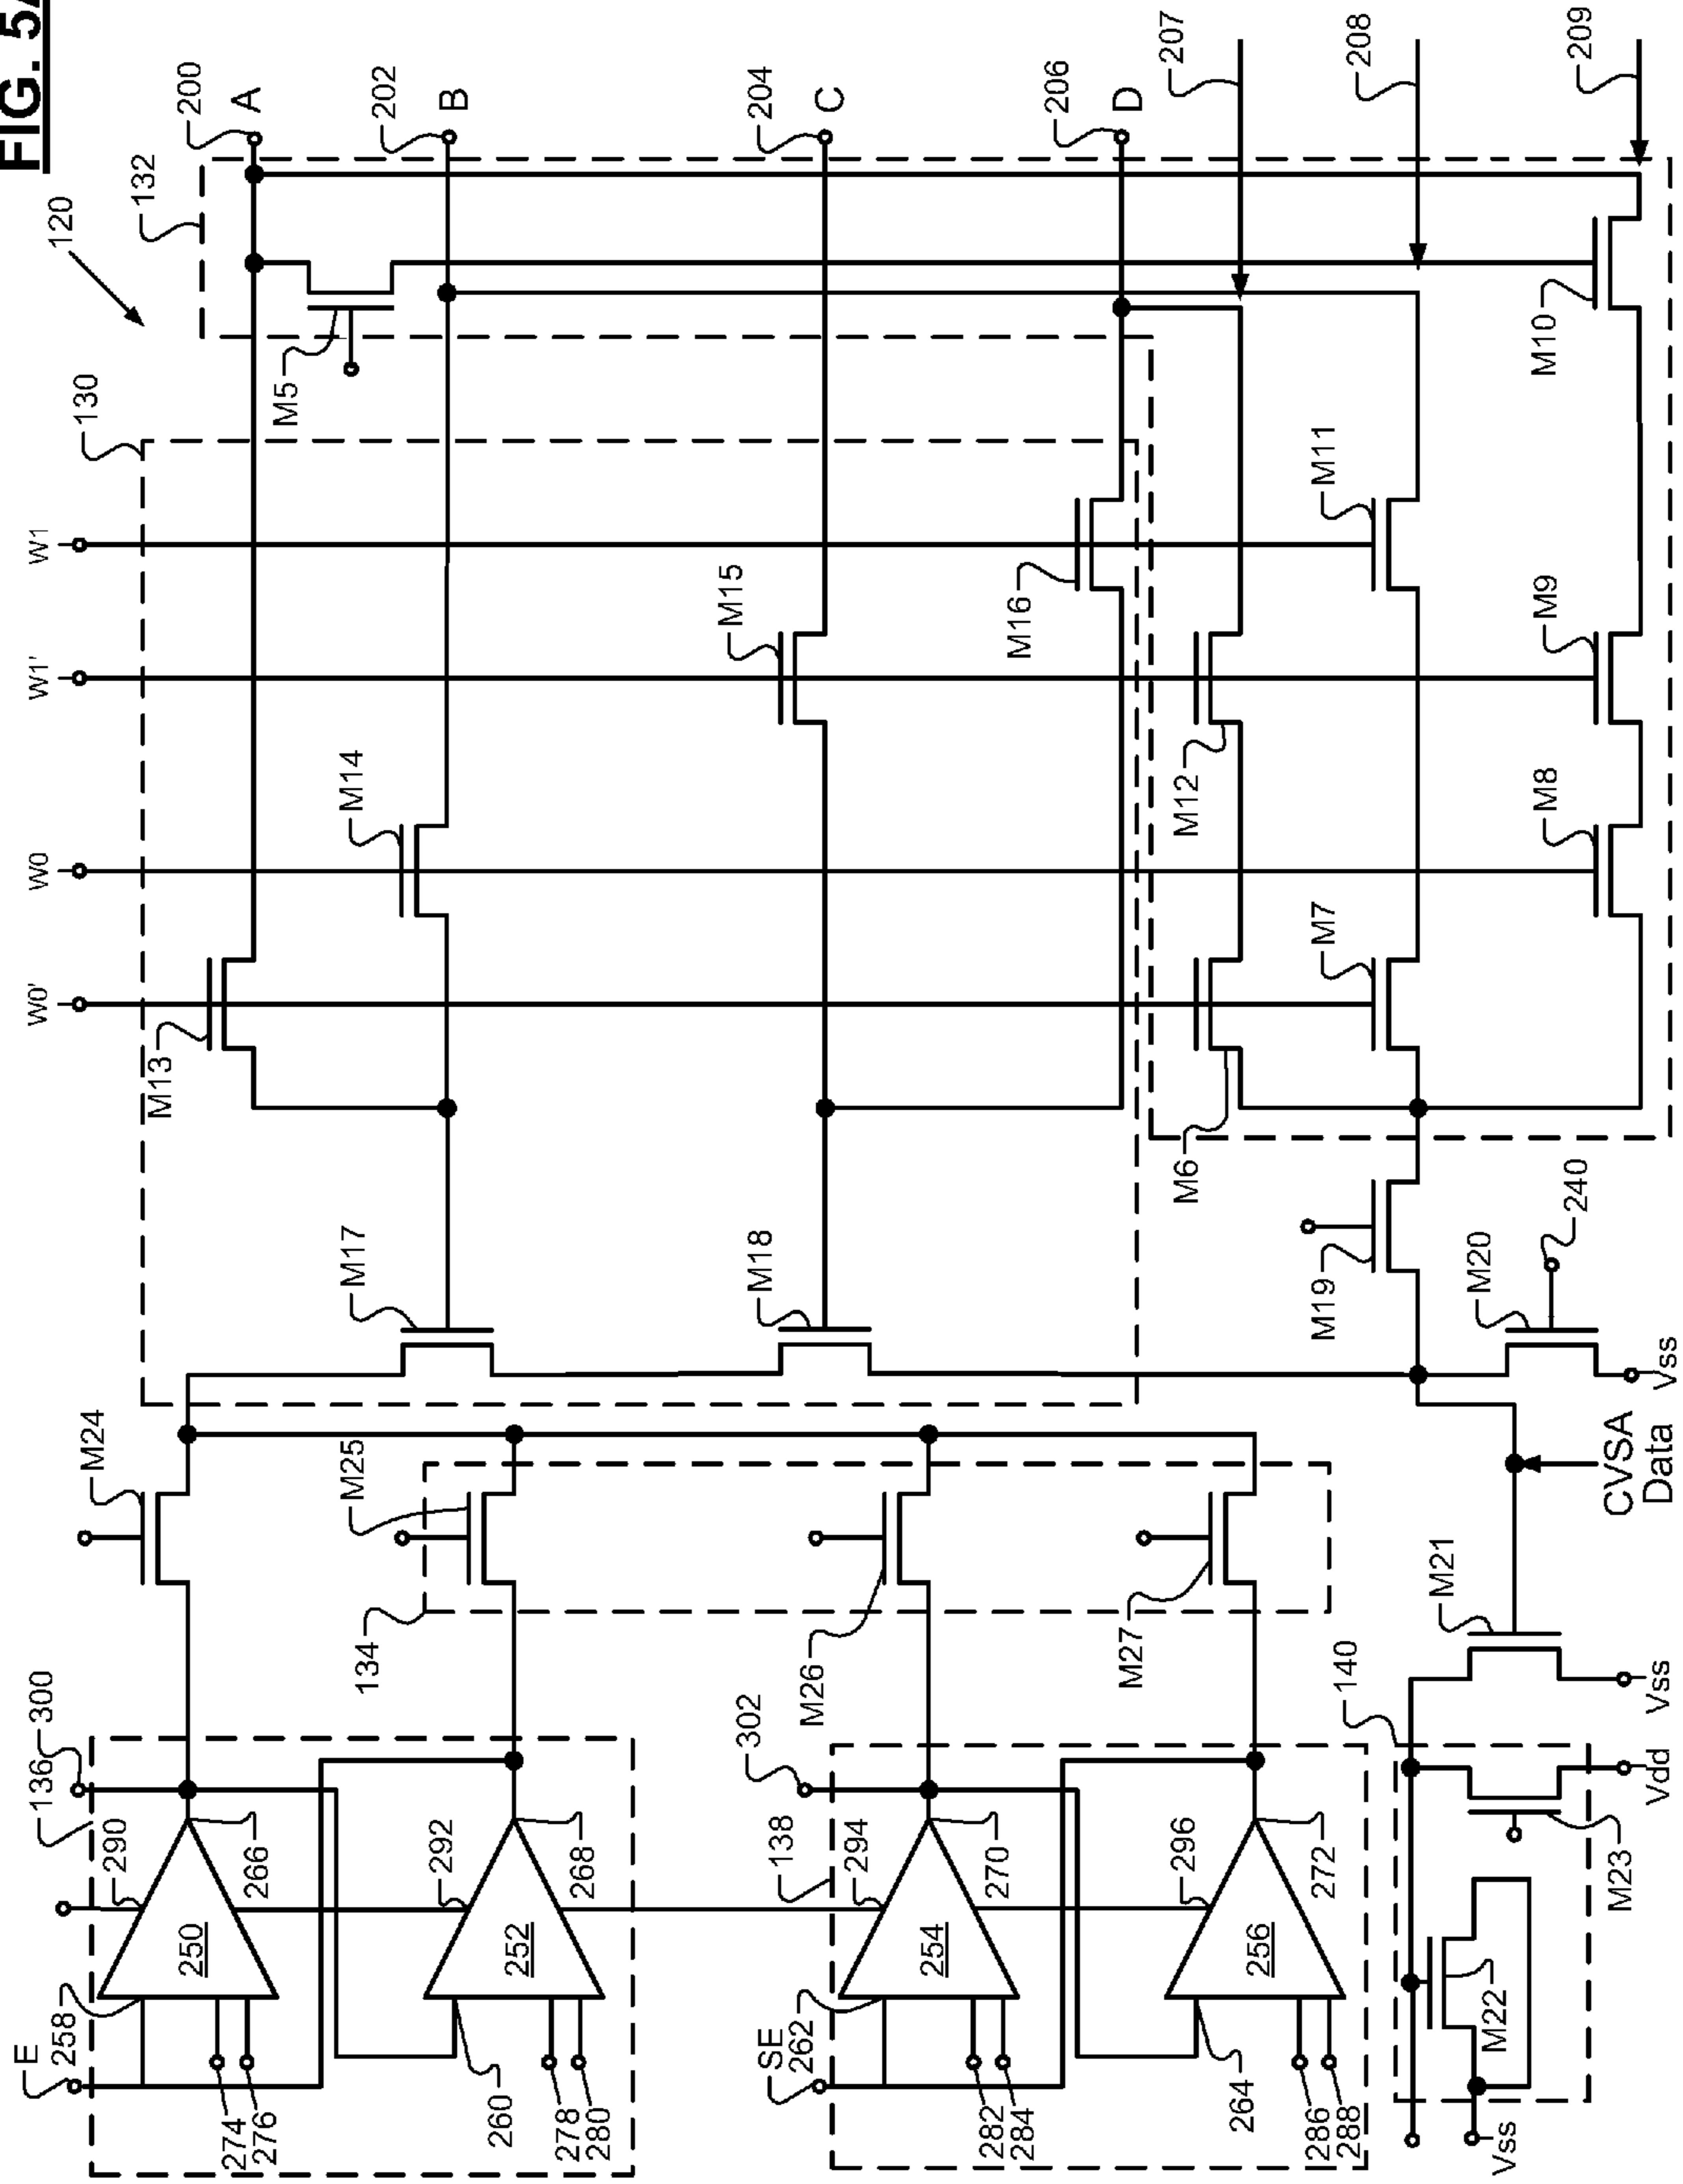 FIG. 5A
120
132
200
A
202
B
204
C
206
D
207
208
209
130
M5
W1
W1'
W0
W0'
M10
M11
M16
M15
M9
M12
M14
M8
M7
M13
M6
M17
M18
M19
M20
240
Vss
CVSA
Data
M24
M25
134
M26
M27
M21
140
Vss
Vdd
M23
M22
Vss
136
300
290
266
250
292
268
252
E
258
274
276
260
278
280
302
138
294
270
254
296
272
256
SE
262
282
284
264
286
288